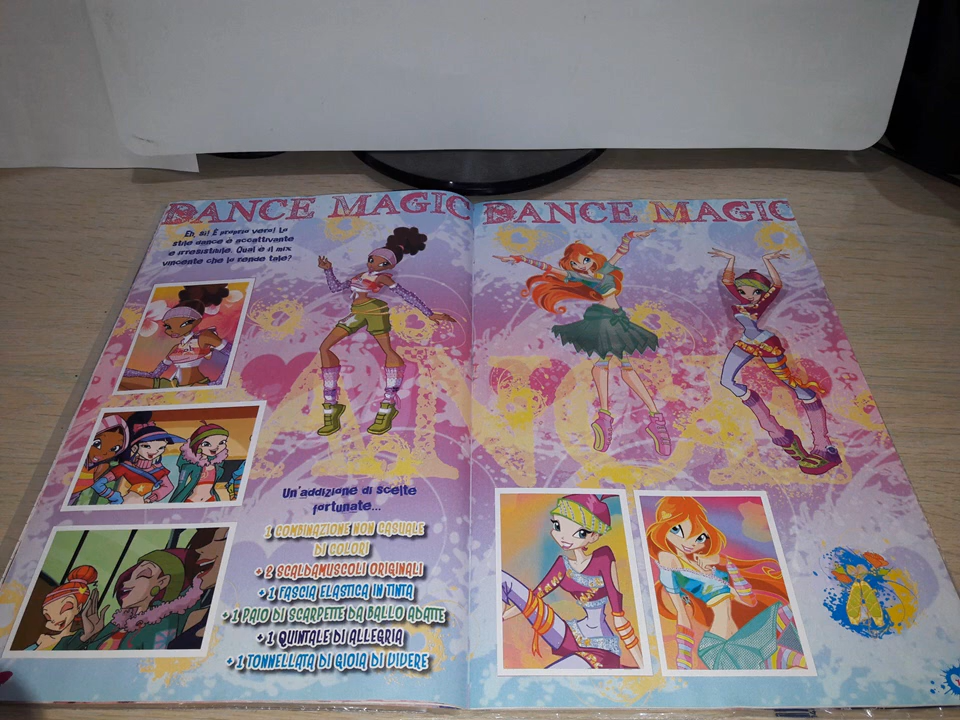 DANCE MAGIC
DANCE MAGIC
Eh, sì! È proprio vero! Lo
stile dance è accattivante
e irresistibile. Qual è il mix
vincente che lo rende tale?
Un'addizione di scelte
fortunate...
1 COMBINAZIONE NON CASUALE
DI COLORI
+ 2 SCALDAMUSCOLI ORIGINALI
+ 1 FASCIA ELASTICA IN TINTA
+ 1 PAIO DI SCARPETTE DA BALLO ADATTE
+ 1 QUINTALE DI ALLEGRIA
+ 1 TONNELLATA DI GIOIA DI VIVERE